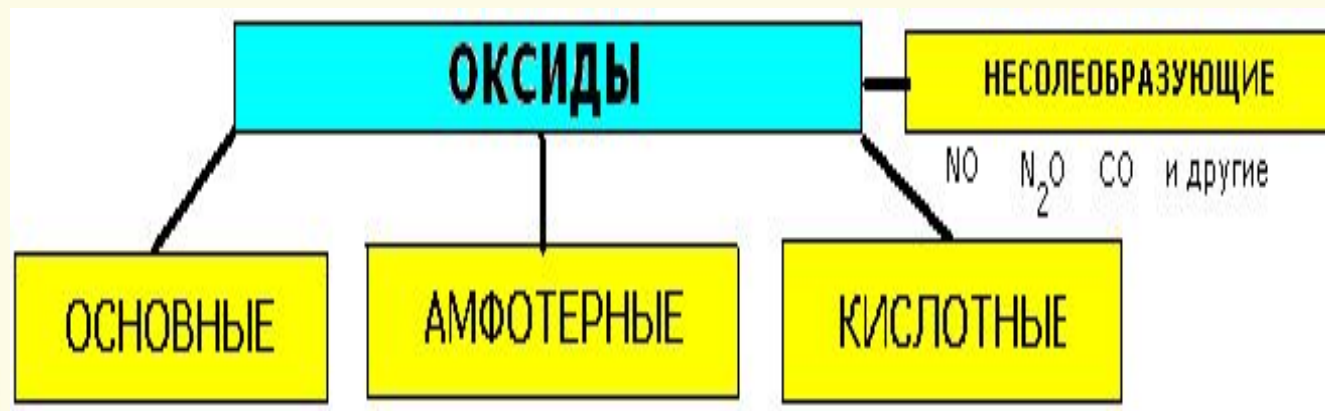 ОКСИДЫ
НЕСОЛЕОБРАЗУЮЩИЕ
NO N₂O CO и другие
ОСНОВНЫЕ
АМФОТЕРНЫЕ
КИСЛОТНЫЕ